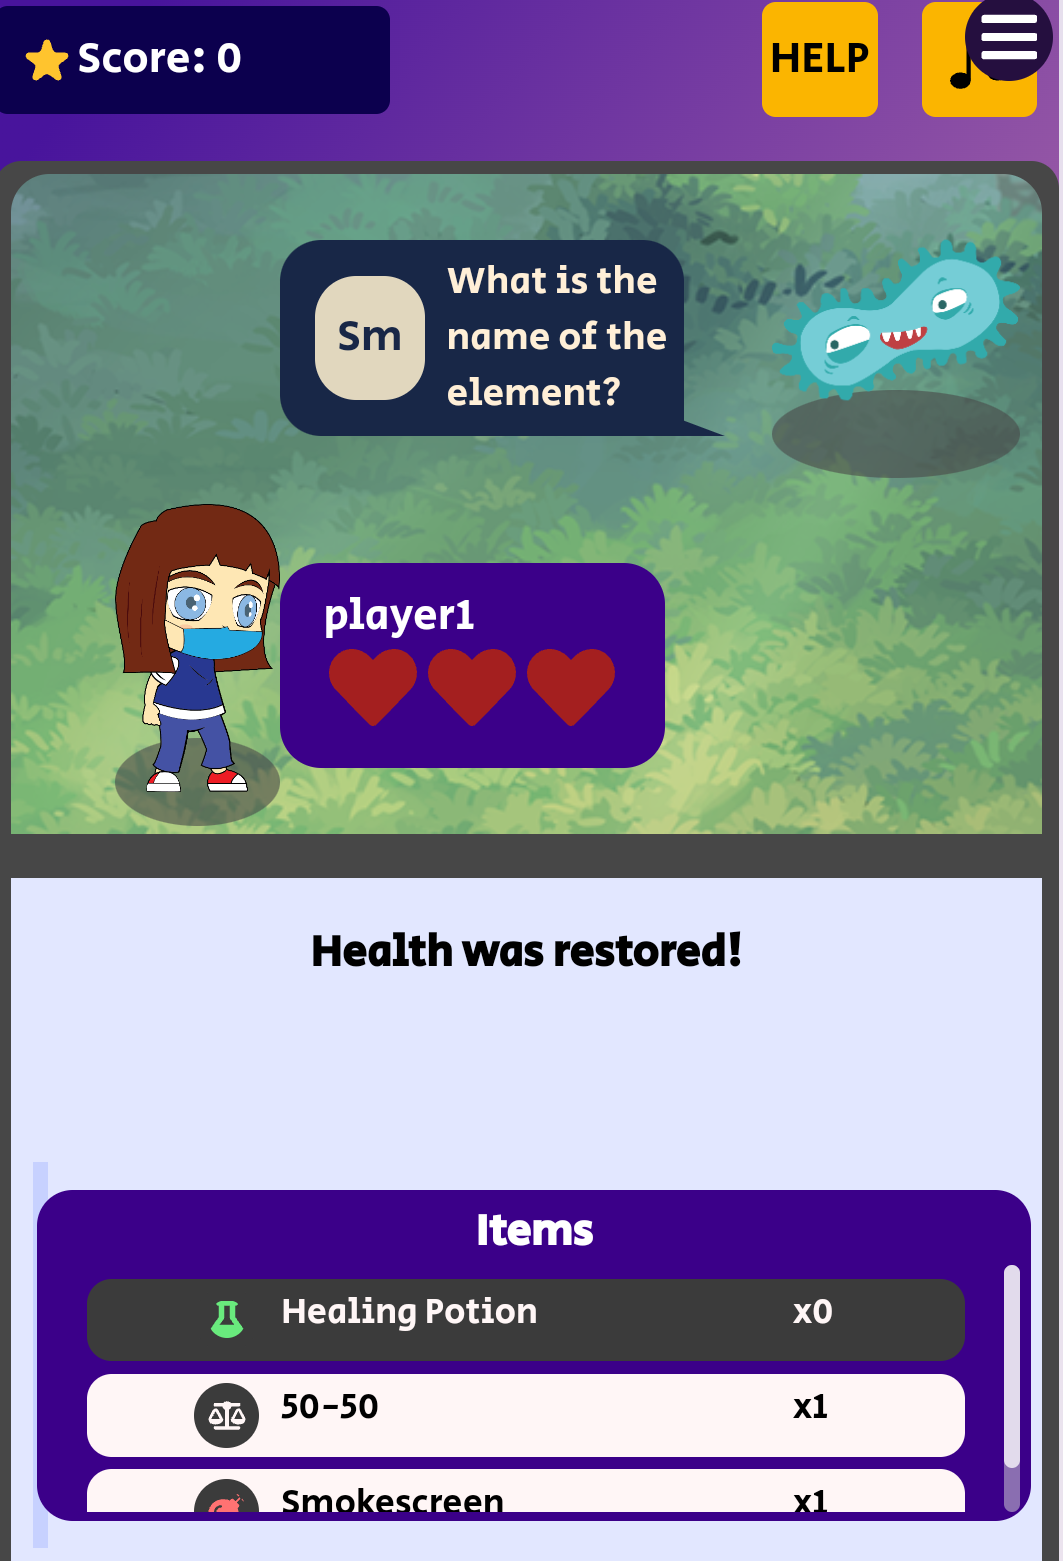 Score: 0
HELP
Sm
What is the
name of the
element?
player1
Health was restored!
Items
Healing Potion x0
50-50 x1
Smokescreen x1